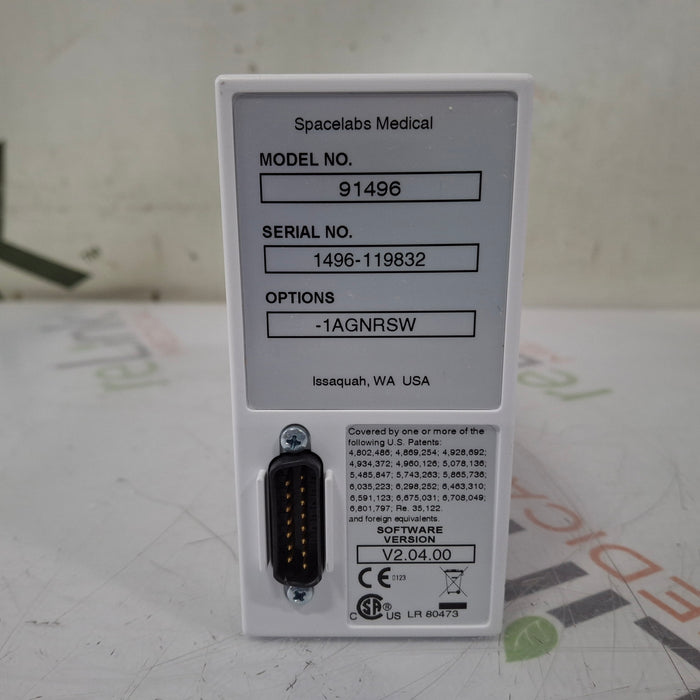 Spacelabs Medical
MODEL NO.
91496
SERIAL NO.
1496-119832
OPTIONS
-1AGNRSW
Issaquah, WA USA
Covered by one or more of the
following U.S. Patents:
4,802,486; 4,869,254; 4,928,692;
4,934,372; 4,960,126; 5,078,136;
5,485,847; 5,743,263; 5,865,736;
6,035,223; 6,298,252; 6,463,310;
6,591,123; 6,675,031; 6,708,049;
6,801,797; Re. 35,122.
and foreign equivalents.
SOFTWARE
VERSION
V2.04.00
CE 0123
C SA ® US LR 80473